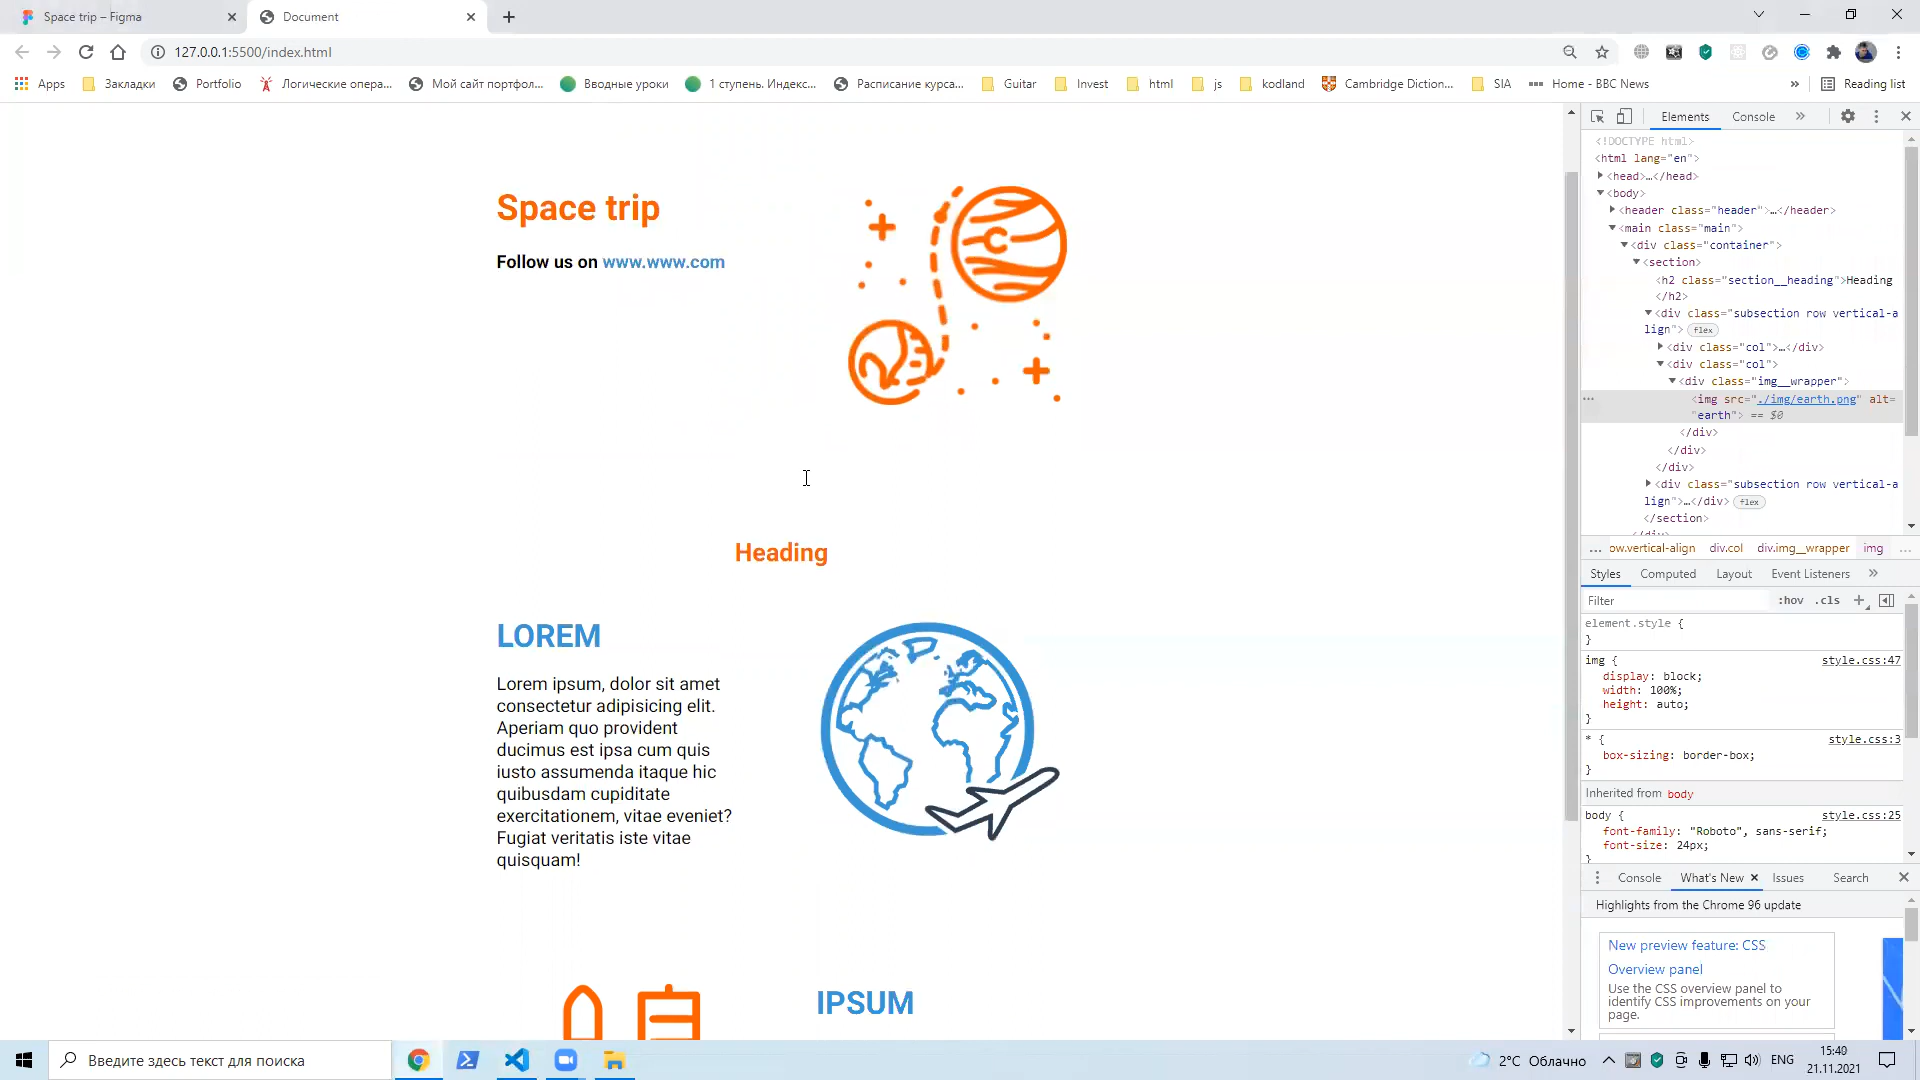 Space trip – Figma
Document
127.0.0.1:5500/index.html
Apps
Закладки
Portfolio
Логические опера...
Мой сайт портфол...
Вводные уроки
1 ступень. Индекс...
Расписание курса...
Guitar
Invest
html
js
kodland
Cambridge Diction...
SIA
Home - BBC News
»
Reading list
Space trip
Follow us on www.www.com
Heading
LOREM
Lorem ipsum, dolor sit amet
consectetur adipisicing elit.
Aperiam quo provident
ducimus est ipsa cum quis
iusto assumenda itaque hic
quibusdam cupiditate
exercitationem, vitae eveniet?
Fugiat veritatis iste vitae
quisquam!
IPSUM
Elements
Console
»
<!DOCTYPE html>
<html lang="en">
<head>…</head>
<body>
<header class="header">…</header>
<main class="main">
<div class="container">
<section>
<h2 class="section__heading">Heading
</h2>
<div class="subsection row vertical-a
lign"> flex
<div class="col">…</div>
<div class="col">
<div class="img__wrapper">
<img src="./img/earth.png" alt=
"earth"> == $0
</div>
</div>
</div>
<div class="subsection row vertical-a
lign">…</div> flex
</section>
... ow.vertical-align div.col div.img__wrapper img ...
Styles
Computed
Layout
Event Listeners
»
Filter
:hov .cls +
element.style {
}
img { style.css:47
display: block;
width: 100%;
height: auto;
}
* { style.css:3
box-sizing: border-box;
}
Inherited from body
body { style.css:25
font-family: "Roboto", sans-serif;
font-size: 24px;
}
Console
What's New
Issues
Search
Highlights from the Chrome 96 update
New preview feature: CSS
Overview panel
Use the CSS overview panel to
identify CSS improvements on your
page.
Введите здесь текст для поиска
2°C Облачно
ENG
15:40
21.11.2021